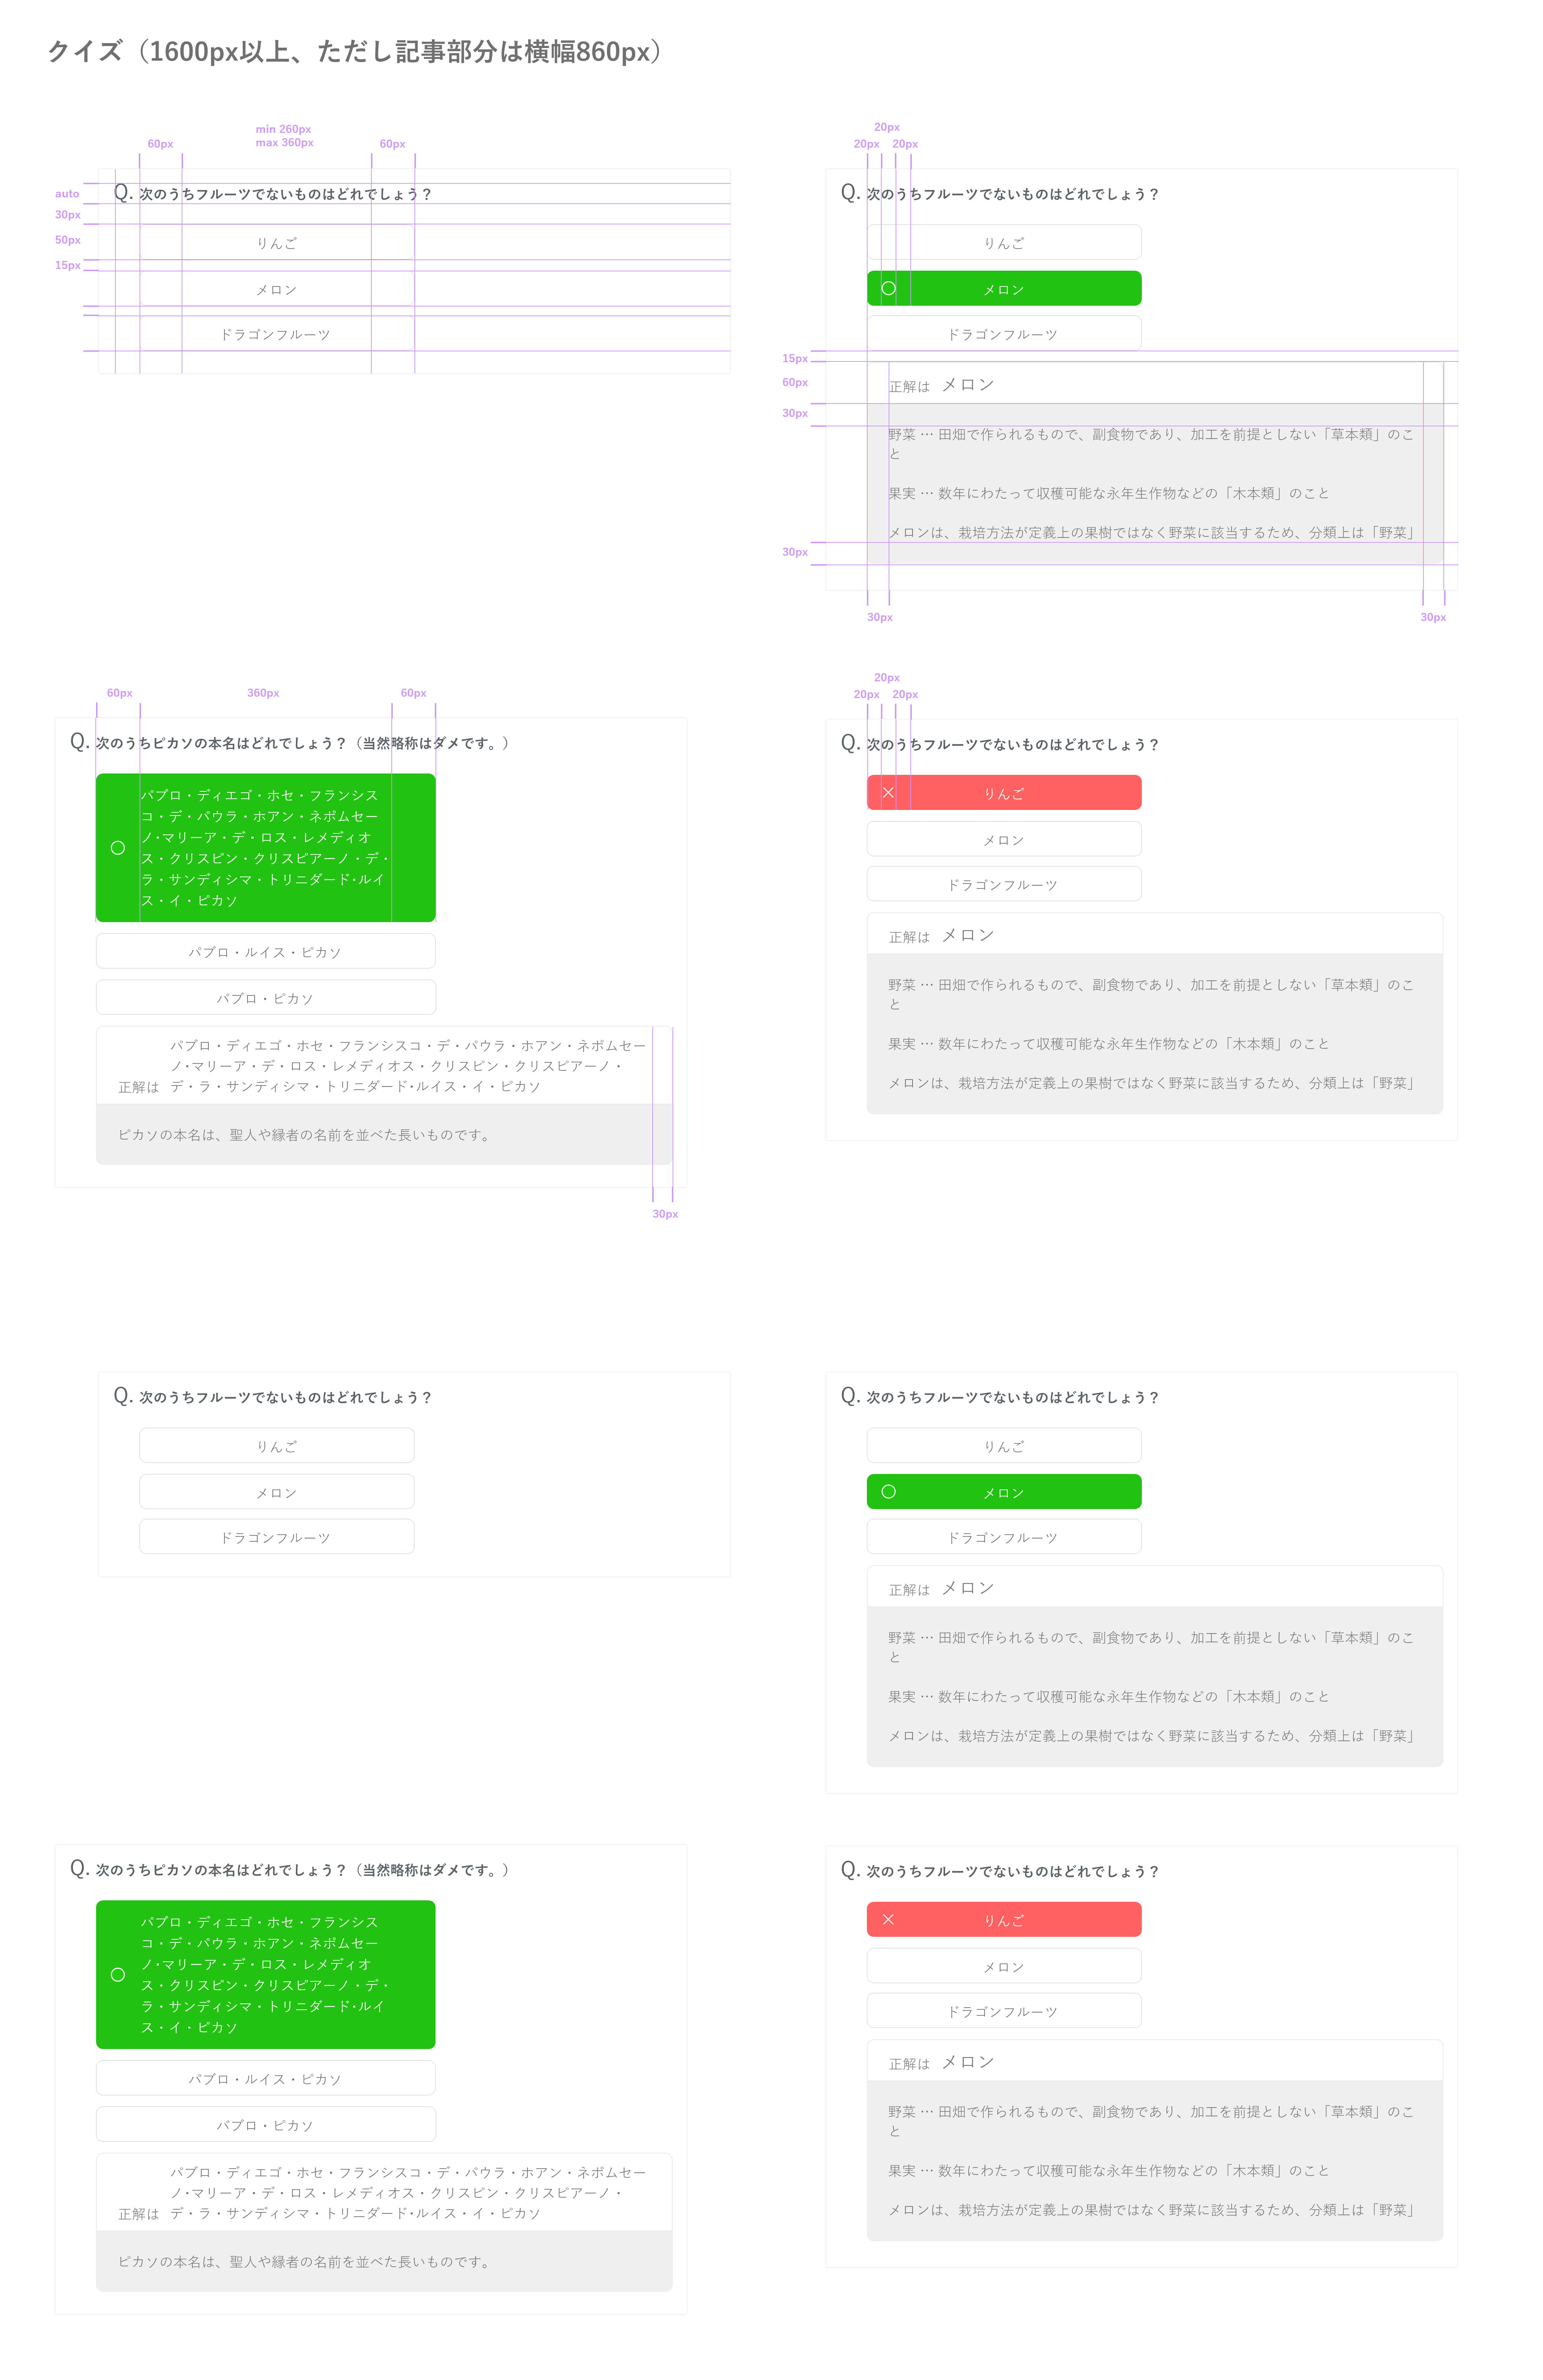 クイズ（1600px以上、ただし記事部分は横幅860px）
min 260px
60px max 360px 60px
auto
30px
50px
15px
Q. 次のうちフルーツでないものはどれでしょう？
りんご
メロン
ドラゴンフルーツ
20px
20px 20px
Q. 次のうちフルーツでないものはどれでしょう？
りんご
メロン
ドラゴンフルーツ
15px
60px
30px
30px
正解は メロン
野菜 … 田畑で作られるもので、副食物であり、加工を前提としない「草本類」のこ
と
果実 … 数年にわたって収穫可能な永年生作物などの「木本類」のこと
メロンは、栽培方法が定義上の果樹ではなく野菜に該当するため、分類上は「野菜」
30px 30px
60px 360px 60px
Q. 次のうちピカソの本名はどれでしょう？（当然略称はダメです。）
パブロ・ディエゴ・ホセ・フランシス
コ・デ・パウラ・ホアン・ネポムセー
ノ・マリーア・デ・ロス・レメディオ
ス・クリスピン・クリスピアーノ・デ・
ラ・サンディシマ・トリニダード・ルイ
ス・イ・ピカソ
パブロ・ルイス・ピカソ
パブロ・ピカソ
パブロ・ディエゴ・ホセ・フランシスコ・デ・パウラ・ホアン・ネポムセー
ノ・マリーア・デ・ロス・レメディオス・クリスピン・クリスピアーノ・
正解は デ・ラ・サンディシマ・トリニダード・ルイス・イ・ピカソ
ピカソの本名は、聖人や縁者の名前を並べた長いものです。
30px
20px
20px 20px
Q. 次のうちフルーツでないものはどれでしょう？
りんご
メロン
ドラゴンフルーツ
正解は メロン
野菜 … 田畑で作られるもので、副食物であり、加工を前提としない「草本類」のこ
と
果実 … 数年にわたって収穫可能な永年生作物などの「木本類」のこと
メロンは、栽培方法が定義上の果樹ではなく野菜に該当するため、分類上は「野菜」
Q. 次のうちフルーツでないものはどれでしょう？
りんご
メロン
ドラゴンフルーツ
Q. 次のうちフルーツでないものはどれでしょう？
りんご
メロン
ドラゴンフルーツ
正解は メロン
野菜 … 田畑で作られるもので、副食物であり、加工を前提としない「草本類」のこ
と
果実 … 数年にわたって収穫可能な永年生作物などの「木本類」のこと
メロンは、栽培方法が定義上の果樹ではなく野菜に該当するため、分類上は「野菜」
Q. 次のうちピカソの本名はどれでしょう？（当然略称はダメです。）
パブロ・ディエゴ・ホセ・フランシス
コ・デ・パウラ・ホアン・ネポムセー
ノ・マリーア・デ・ロス・レメディオ
ス・クリスピン・クリスピアーノ・デ・
ラ・サンディシマ・トリニダード・ルイ
ス・イ・ピカソ
パブロ・ルイス・ピカソ
パブロ・ピカソ
パブロ・ディエゴ・ホセ・フランシスコ・デ・パウラ・ホアン・ネポムセー
ノ・マリーア・デ・ロス・レメディオス・クリスピン・クリスピアーノ・
正解は デ・ラ・サンディシマ・トリニダード・ルイス・イ・ピカソ
ピカソの本名は、聖人や縁者の名前を並べた長いものです。
Q. 次のうちフルーツでないものはどれでしょう？
りんご
メロン
ドラゴンフルーツ
正解は メロン
野菜 … 田畑で作られるもので、副食物であり、加工を前提としない「草本類」のこ
と
果実 … 数年にわたって収穫可能な永年生作物などの「木本類」のこと
メロンは、栽培方法が定義上の果樹ではなく野菜に該当するため、分類上は「野菜」